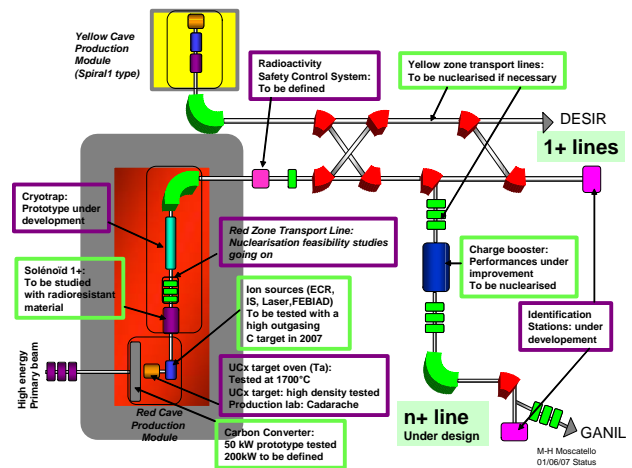 Yellow Cave
Production
Module
(Spiral1 type)
Radioactivity
Safety Control System:
To be defined
Yellow zone transport lines:
To be nuclearised if necessary
DESIR
1+ lines
Cryotrap:
Prototype under
development
Red Zone Transport Line:
Nuclearisation feasibility studies
going on
Solénoïd 1+:
To be studied
with radioresistant
material
Ion sources (ECR,
IS, Laser,FEBIAD)
To be tested with a
high outgasing
C target in 2007
Charge booster:
Performances under
improvement
To be nuclearised
Identification
Stations: under
developement
High energy
Primary beam
UCx target oven (Ta):
Tested at 1700°C
UCx target: high density tested
Production lab: Cadarache
Red Cave
Production
Module
Carbon Converter:
50 kW prototype tested
200kW to be defined
n+ line
Under design
GANIL
M-H Moscatello
01/06/07 Status